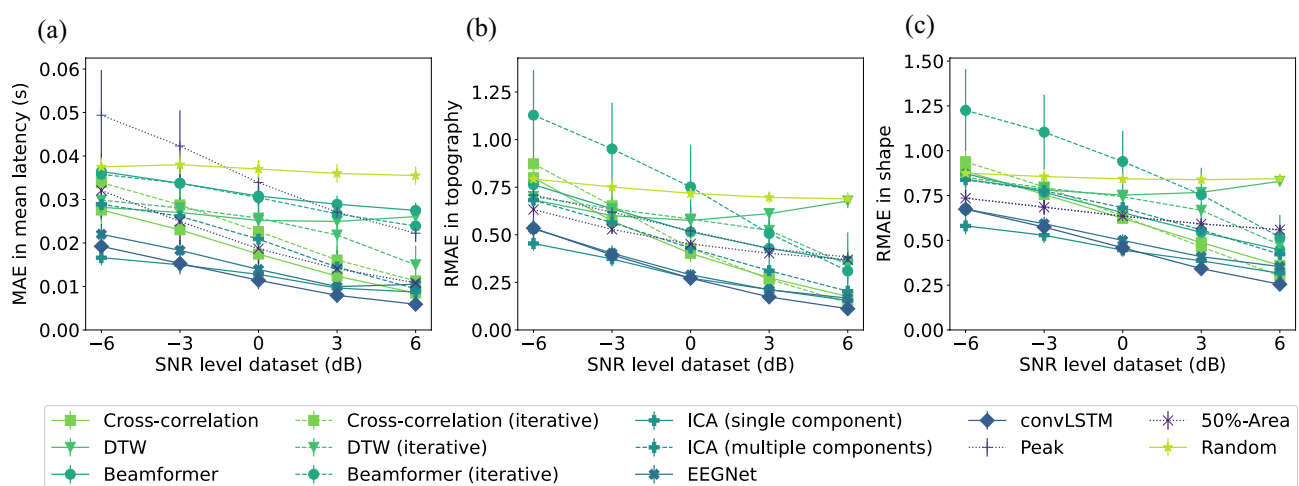 (a)
(b)
(c)
MAE in mean latency (s)
0.06
0.05
0.04
0.03
0.02
0.01
0.00
−6 −3 0 3 6
SNR level dataset (dB)
RMAE in topography
1.25
1.00
0.75
0.50
0.25
0.00
−6 −3 0 3 6
SNR level dataset (dB)
RMAE in shape
1.50
1.25
1.00
0.75
0.50
0.25
0.00
−6 −3 0 3 6
SNR level dataset (dB)
Cross-correlation
DTW
Beamformer
Cross-correlation (iterative)
DTW (iterative)
Beamformer (iterative)
ICA (single component)
ICA (multiple components)
EEGNet
convLSTM
Peak
50%-Area
Random